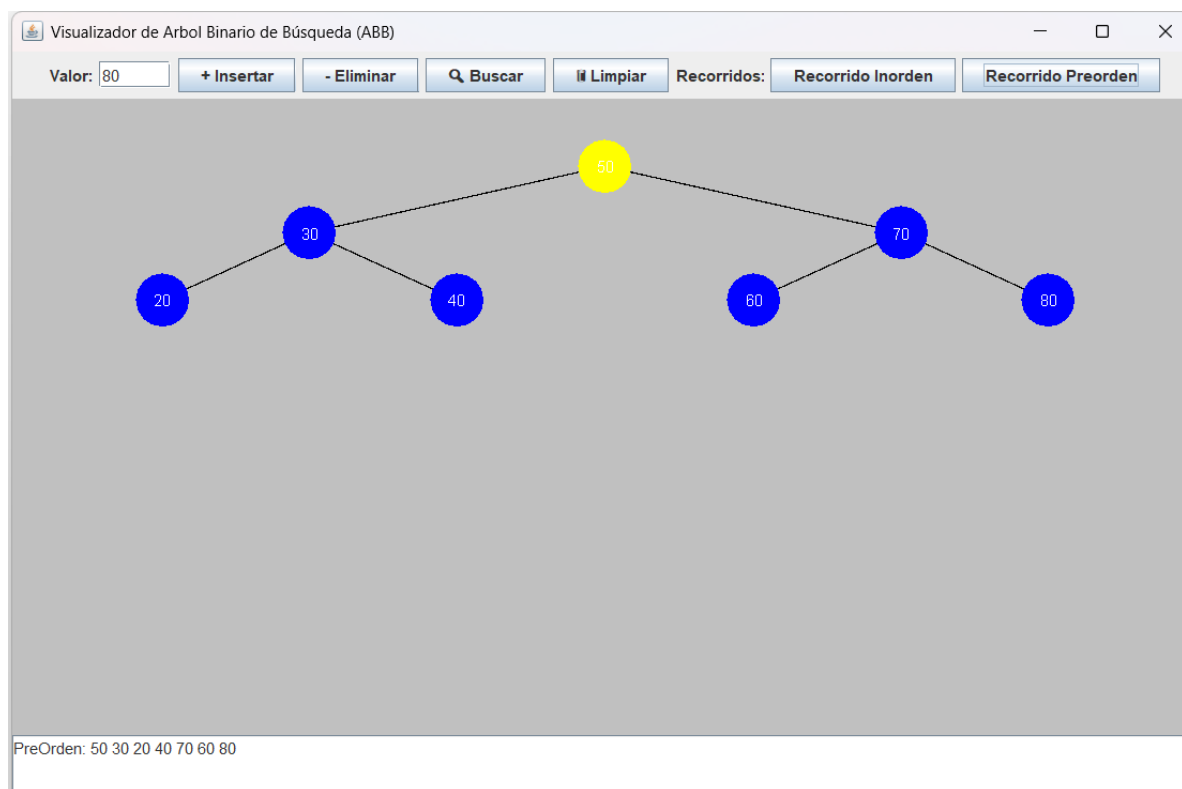 Visualizador de Arbol Binario de Búsqueda (ABB)
Valor: 80 + Insertar - Eliminar Buscar Limpiar Recorridos: Recorrido Inorden Recorrido Preorden
50
30 70
20 40 60 80
PreOrden: 50 30 20 40 70 60 80